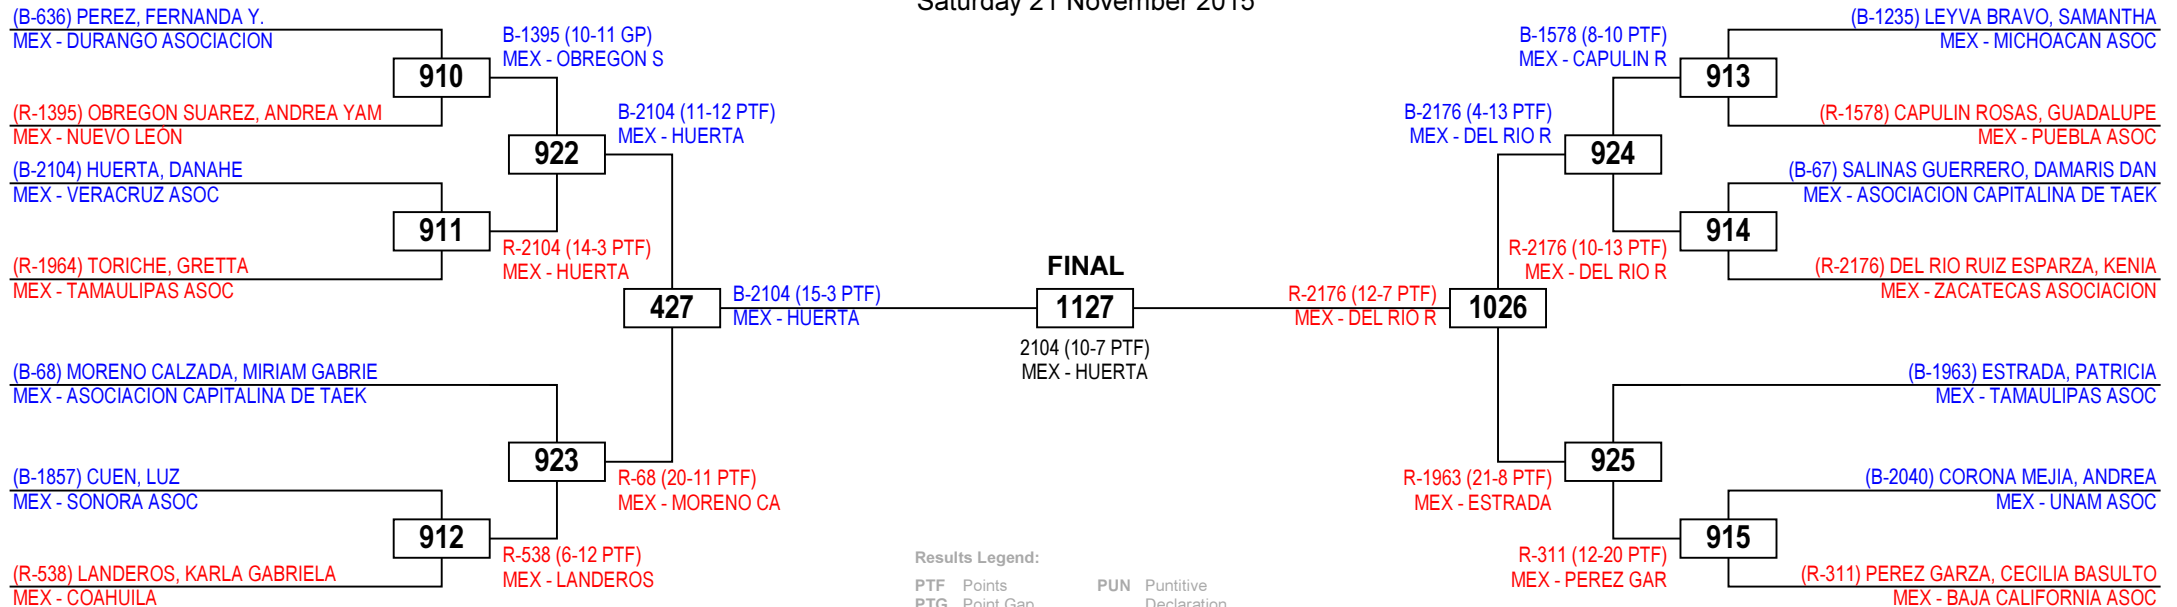 Saturday 21 November 2015
(B-636) PEREZ, FERNANDA Y.
MEX - DURANGO ASOCIACION
910
(R-1395) OBREGON SUAREZ, ANDREA YAM
MEX - NUEVO LEÓN
B-1395 (10-11 GP)
MEX - OBREGON S
(B-2104) HUERTA, DANAHE
MEX - VERACRUZ ASOC
911
(R-1964) TORICHE, GRETTA
MEX - TAMAULIPAS ASOC
R-2104 (14-3 PTF)
MEX - HUERTA
922
B-2104 (11-12 PTF)
MEX - HUERTA
427
B-2104 (15-3 PTF)
MEX - HUERTA
(B-68) MORENO CALZADA, MIRIAM GABRIE
MEX - ASOCIACION CAPITALINA DE TAEK
923
R-68 (20-11 PTF)
MEX - MORENO CA
(B-1857) CUEN, LUZ
MEX - SONORA ASOC
912
(R-538) LANDEROS, KARLA GABRIELA
MEX - COAHUILA
R-538 (6-12 PTF)
MEX - LANDEROS
FINAL
1127
2104 (10-7 PTF)
MEX - HUERTA
(B-1235) LEYVA BRAVO, SAMANTHA
MEX - MICHOACAN ASOC
913
(R-1578) CAPULIN ROSAS, GUADALUPE
MEX - PUEBLA ASOC
B-1578 (8-10 PTF)
MEX - CAPULIN R
(B-67) SALINAS GUERRERO, DAMARIS DAN
MEX - ASOCIACION CAPITALINA DE TAEK
914
(R-2176) DEL RIO RUIZ ESPARZA, KENIA
MEX - ZACATECAS ASOCIACION
R-2176 (10-13 PTF)
MEX - DEL RIO R
924
B-2176 (4-13 PTF)
MEX - DEL RIO R
1026
R-2176 (12-7 PTF)
MEX - DEL RIO R
(B-1963) ESTRADA, PATRICIA
MEX - TAMAULIPAS ASOC
925
R-1963 (21-8 PTF)
MEX - ESTRADA
(B-2040) CORONA MEJIA, ANDREA
MEX - UNAM ASOC
915
(R-311) PEREZ GARZA, CECILIA BASULTO
MEX - BAJA CALIFORNIA ASOC
R-311 (12-20 PTF)
MEX - PEREZ GAR
Results Legend:
PTF Points
PUN Puntitive
PTG Point Gap
Declaration